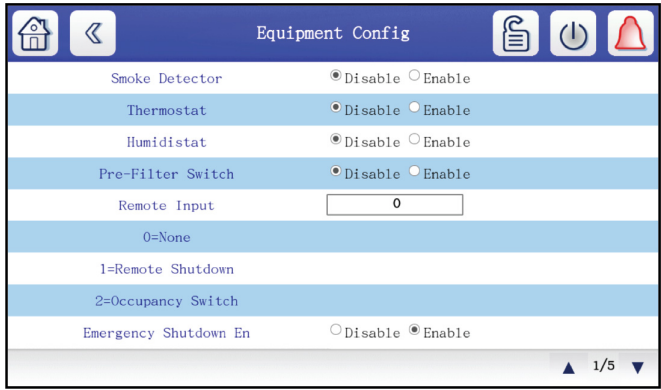 Equipment Config
Smoke Detector Disable Enable
Thermostat Disable Enable
Humidistat Disable Enable
Pre-Filter Switch Disable Enable
Remote Input 0
0=None
1=Remote Shutdown
2=Occupancy Switch
Emergency Shutdown En Disable Enable
1/5